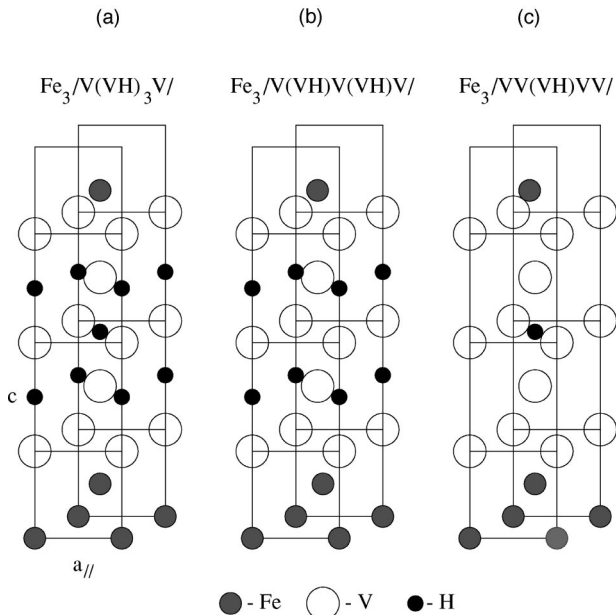 (a) (b) (c)
Fe3/V(VH)3V/ Fe3/V(VH)V(VH)V/ Fe3/VV(VH)VV/
c
a//
- Fe - V - H